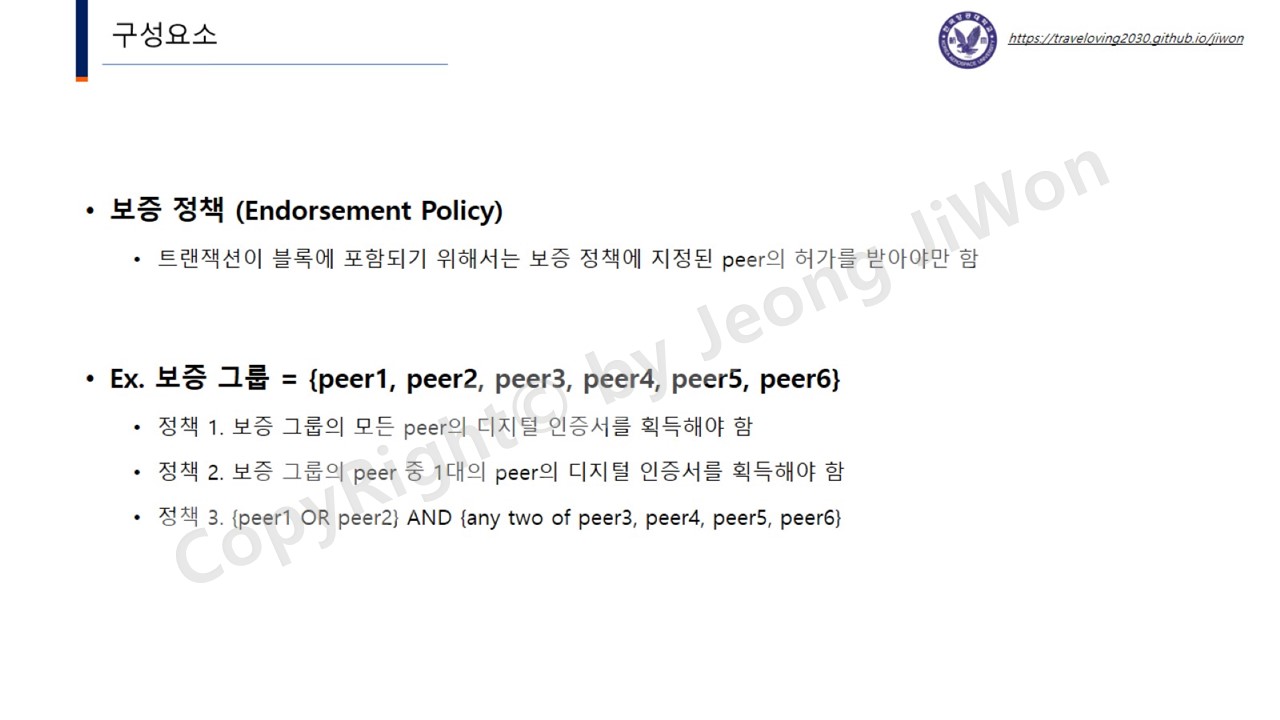 구성요소
https://traveloving2030.github.io/jiwon
• 보증 정책 (Endorsement Policy)
• 트랜잭션이 블록에 포함되기 위해서는 보증 정책에 지정된 peer의 허가를 받아야만 함
• Ex. 보증 그룹 = {peer1, peer2, peer3, peer4, peer5, peer6}
• 정책 1. 보증 그룹의 모든 peer의 디지털 인증서를 획득해야 함
• 정책 2. 보증 그룹의 peer 중 1대의 peer의 디지털 인증서를 획득해야 함
• 정책 3. {peer1 OR peer2} AND {any two of peer3, peer4, peer5, peer6}
CopyRight© by Jeong JiWon